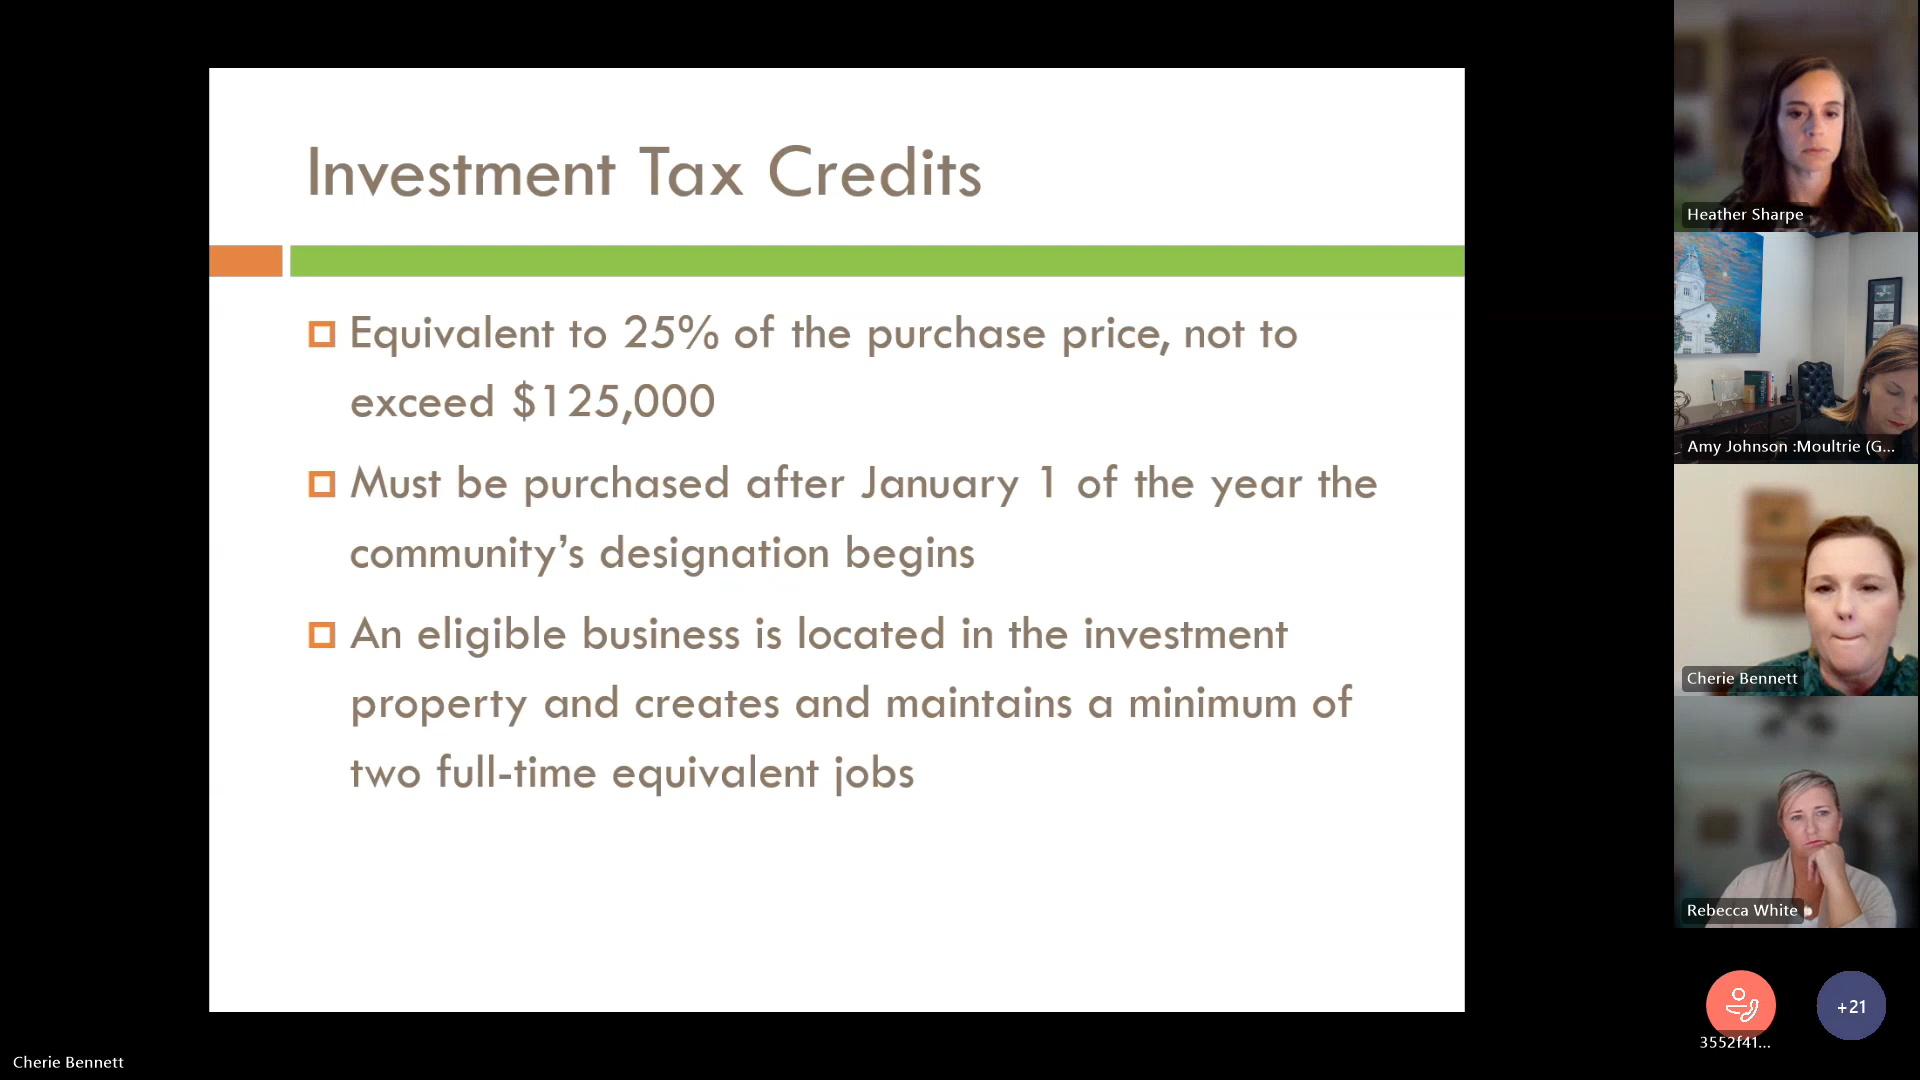 Investment Tax Credits
Equivalent to 25% of the purchase price, not to
exceed $125,000
Must be purchased after January 1 of the year the
community’s designation begins
An eligible business is located in the investment
property and creates and maintains a minimum of
two full-time equivalent jobs
Heather Sharpe
Amy Johnson :Moultrie (G...
Cherie Bennett
Rebecca White
+21
3552f41...
Cherie Bennett